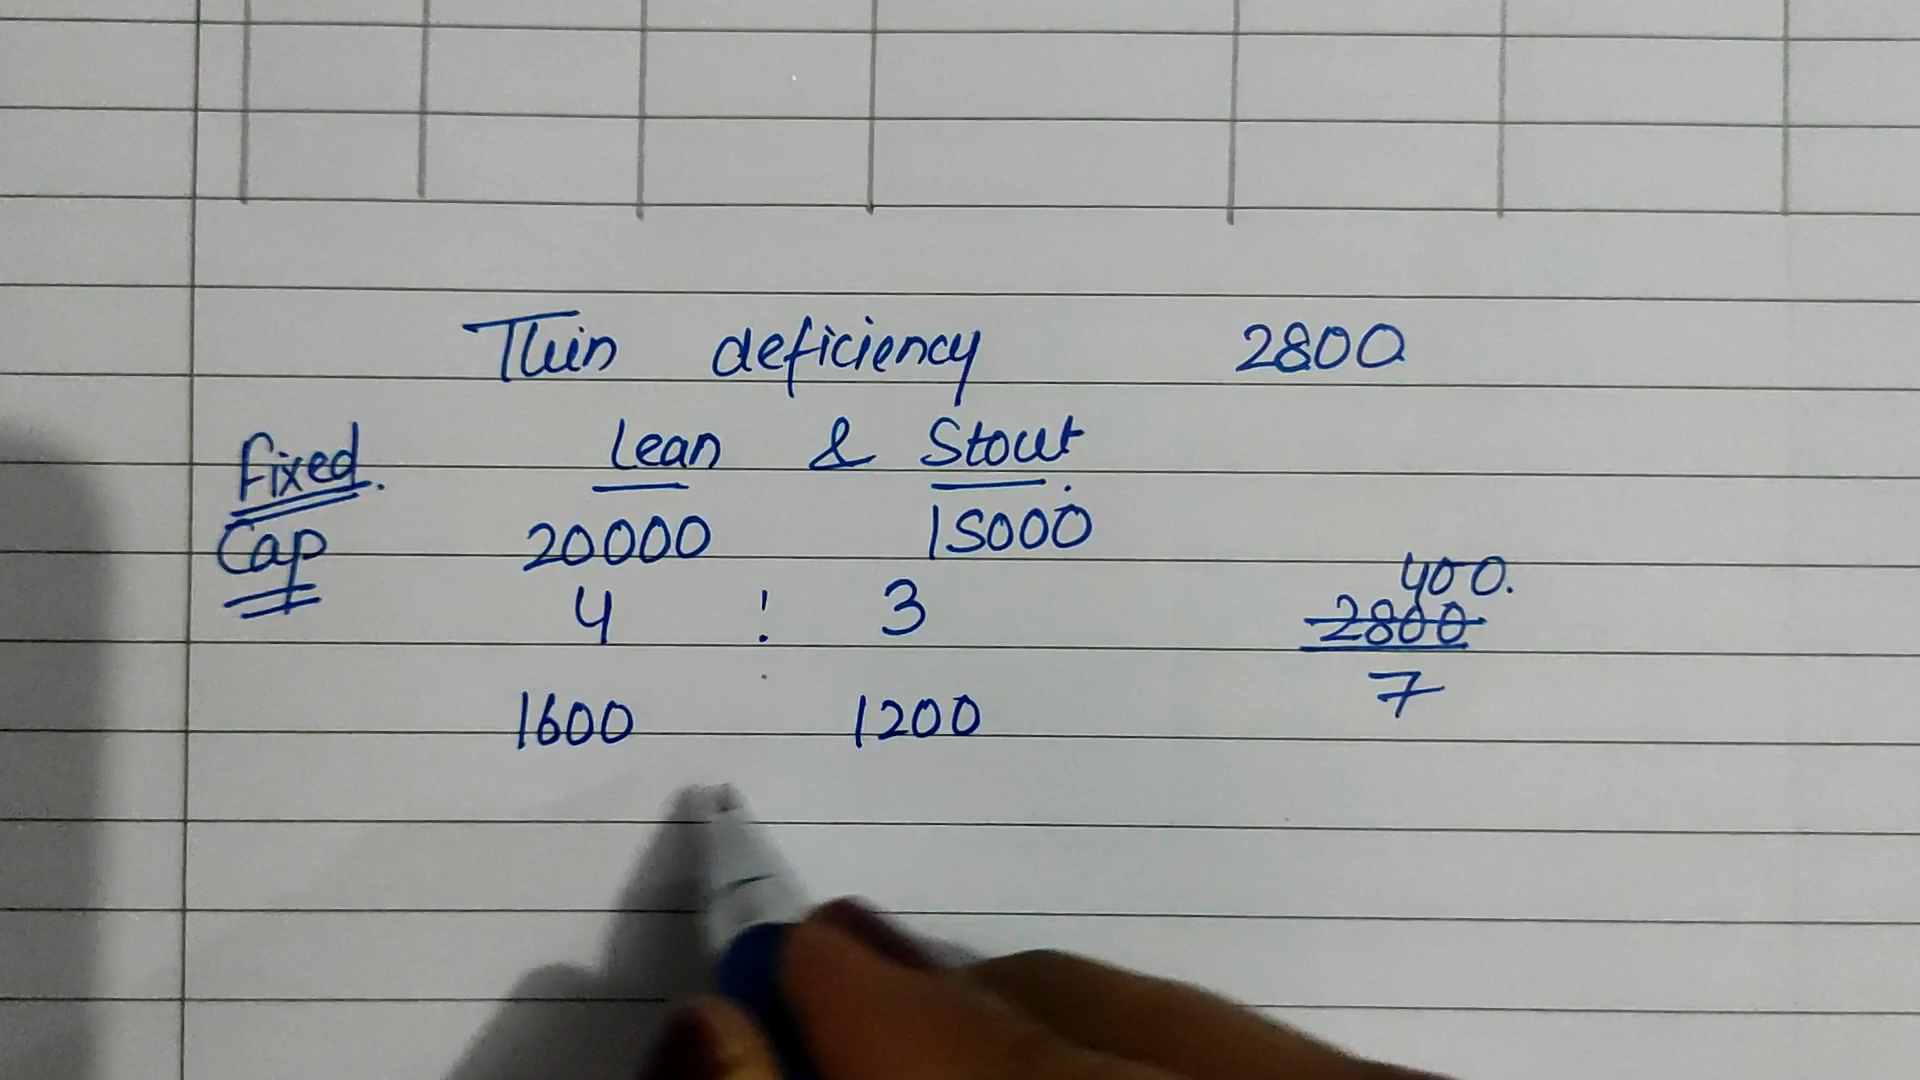 Thin deficiency 2800
Fixed. Lean & Stout
Cap 20000 15000
4 : 3
400.
2800
7
1600 1200